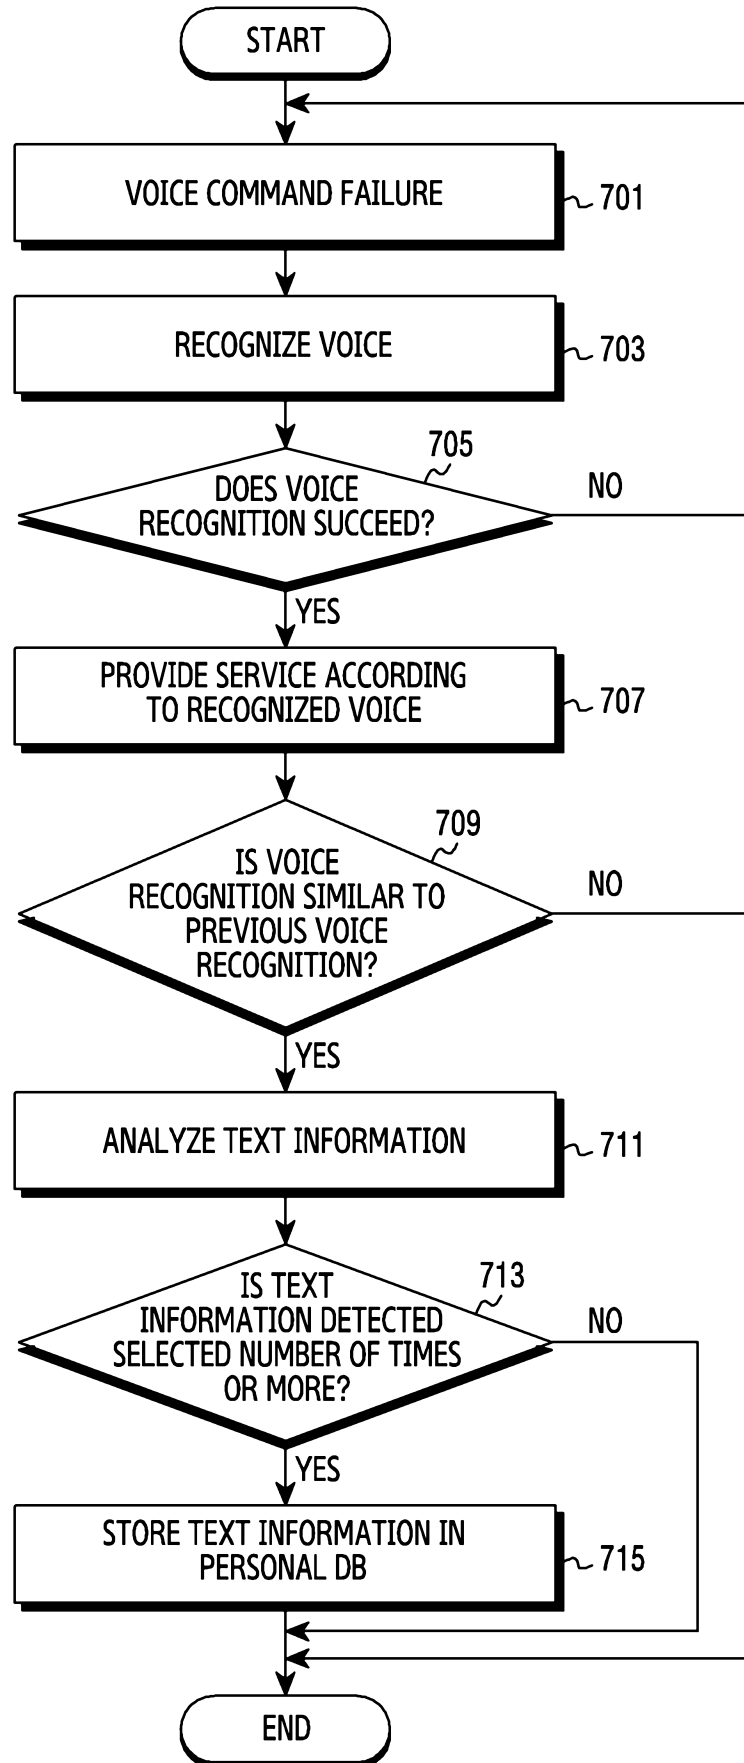 START
VOICE COMMAND FAILURE
701
RECOGNIZE VOICE
703
705
DOES VOICE
RECOGNITION SUCCEED?
NO
YES
PROVIDE SERVICE ACCORDING
TO RECOGNIZED VOICE
707
709
IS VOICE
RECOGNITION SIMILAR TO
PREVIOUS VOICE
RECOGNITION?
NO
YES
ANALYZE TEXT INFORMATION
711
713
IS TEXT
INFORMATION DETECTED
SELECTED NUMBER OF TIMES
OR MORE?
NO
YES
STORE TEXT INFORMATION IN
PERSONAL DB
715
END